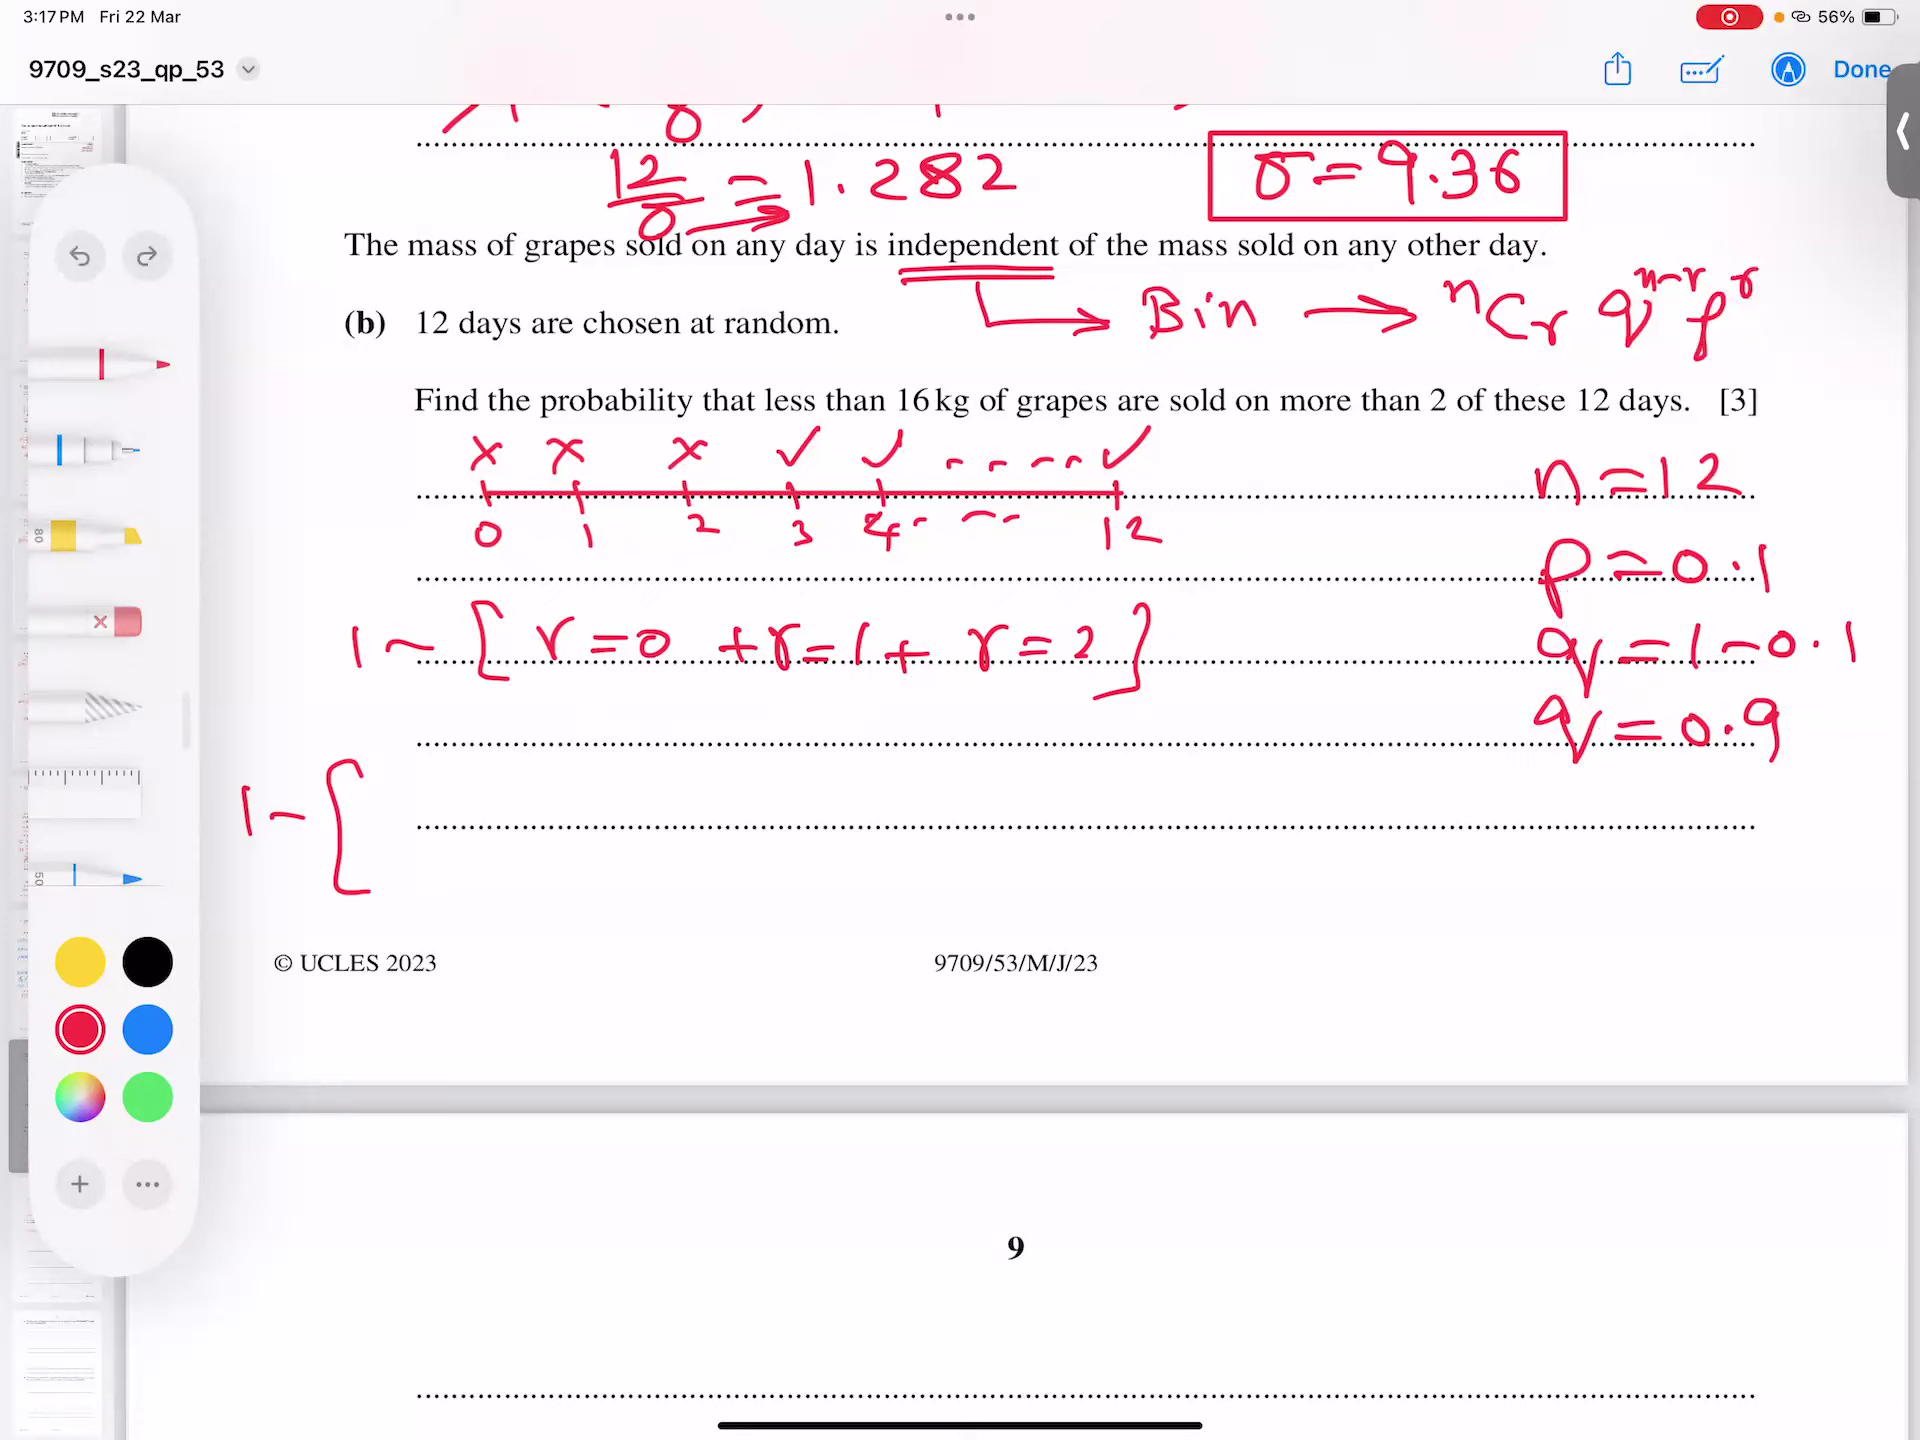 3:17 PM Fri 22 Mar
56%
9709_s23_qp_53
Done
12/σ = 1.282
σ = 9.36
The mass of grapes sold on any day is independent of the mass sold on any other day.
Bin → nCr q^n-r p^r
(b) 12 days are chosen at random.
Find the probability that less than 16 kg of grapes are sold on more than 2 of these 12 days. [3]
x x x ✓ ✓ - - - - ✓
0 1 2 3 4 - - - 12
n = 12
p = 0.1
1 - [ r = 0 + r = 1 + r = 2 ]
q = 1 - 0.1
q = 0.9
1 - [
80
50
© UCLES 2023
9709/53/M/J/23
9